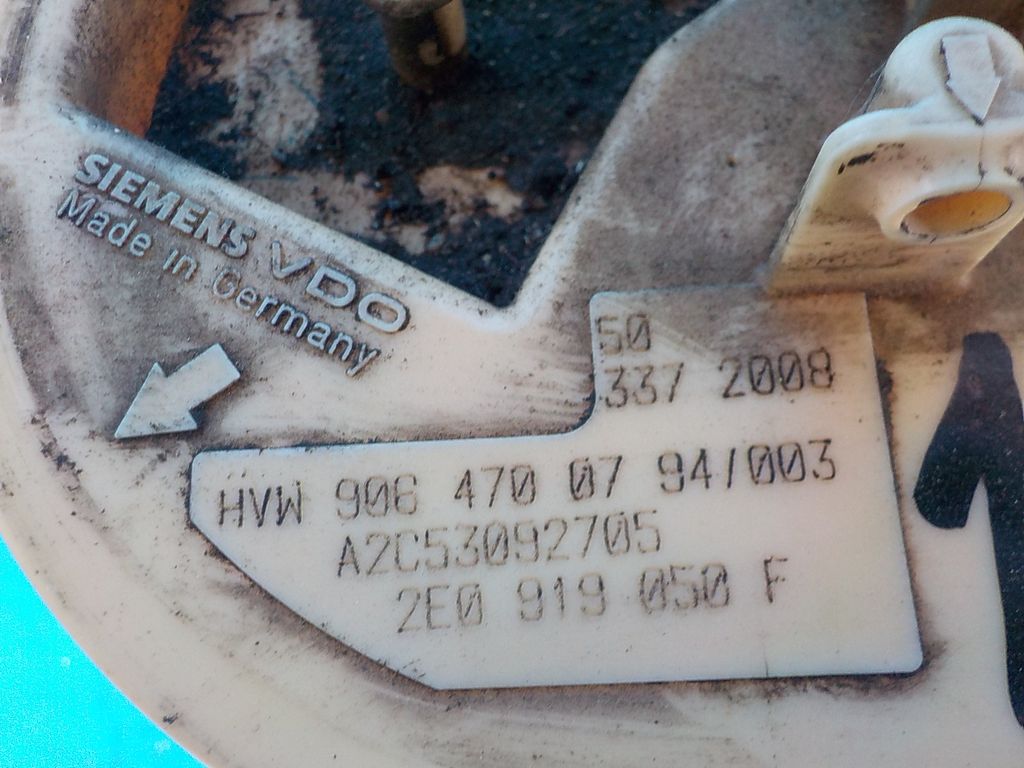 SIEMENS VDO
Made in Germany
50
337 2008
HVW 906 470 07 94/003
A2C53092705
2E0 919 050 F